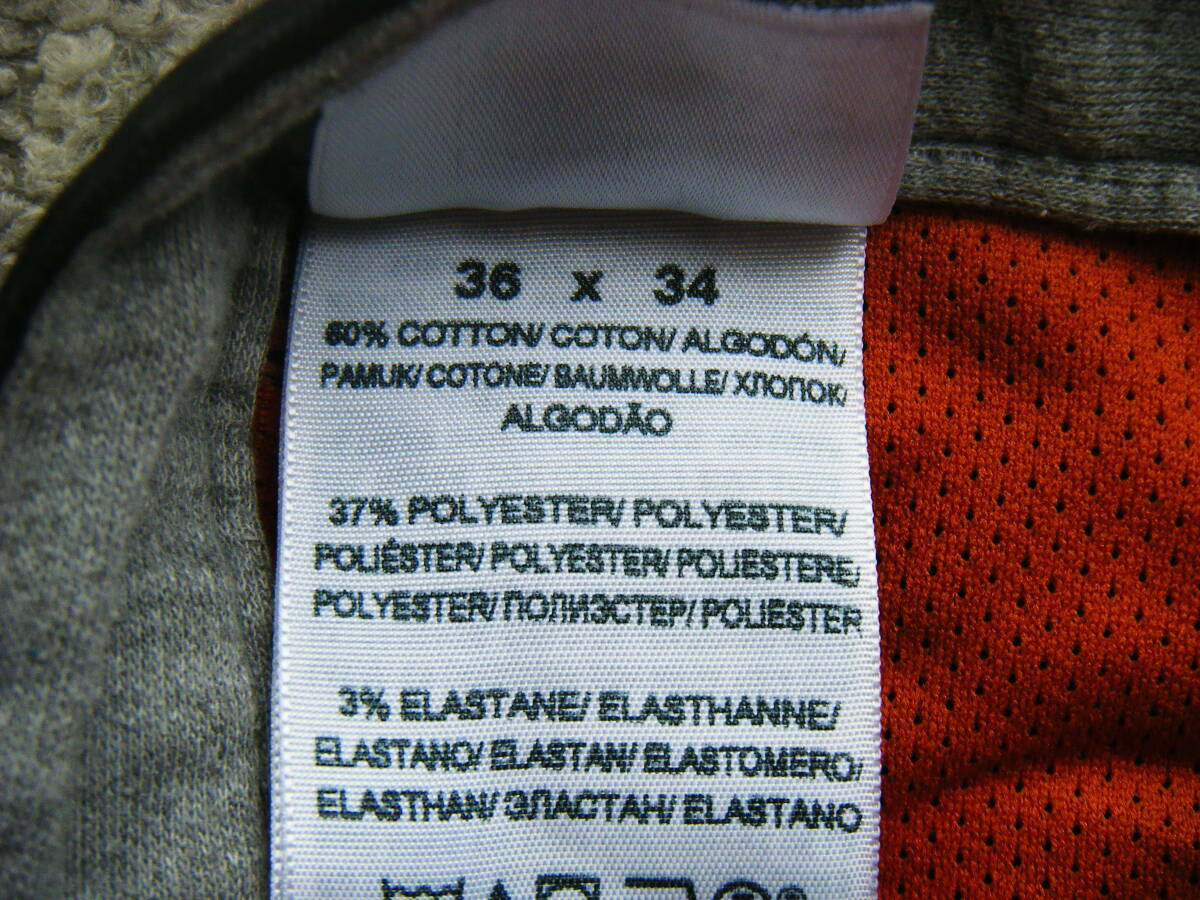 36 x 34
60% COTTON/ COTON/ ALGODÓN/
PAMUK/ COTONE/ BAUMWOLLE/ ХЛОПОК/
ALGODÃO
37% POLYESTER/ POLYESTER/
POLIÉSTER/ POLYESTER/ POLIESTERE/
POLYESTER/ ПОЛИЭСТЕР/ POLIESTER
3% ELASTANE/ ELASTHANNE/
ELASTANO/ ELASTAN/ ELASTOMERO/
ELASTHAN/ ЭЛАСТАН/ ELASTANO